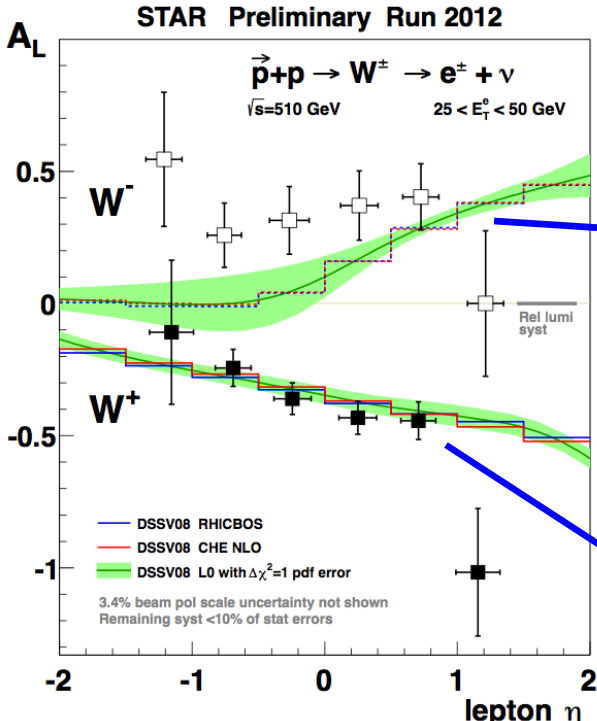 STAR Preliminary Run 2012
A_L
p⃗+p → W± → e± + ν
√s=510 GeV 25 < E_T^e < 50 GeV
0.5
W-
0
Rel lumi
syst
W+
-0.5
DSSV08 RHICBOS
DSSV08 CHE NLO
DSSV08 L0 with Δχ²=1 pdf error
-1
3.4% beam pol scale uncertainty not shown
Remaining syst <10% of stat errors
-2 -1 0 1 2
lepton η